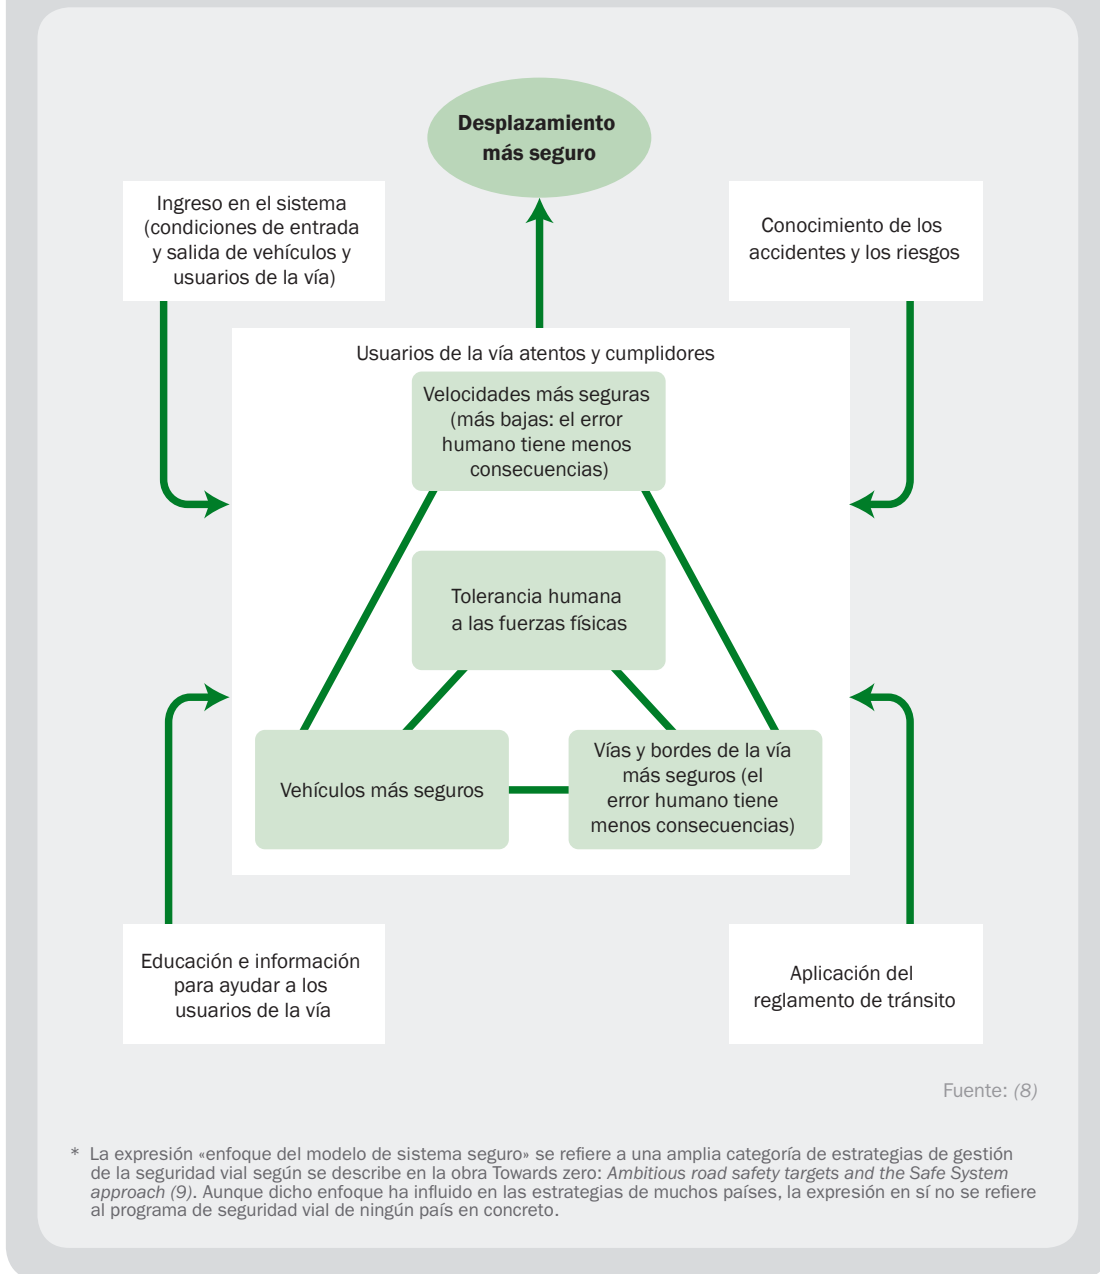 Desplazamiento
más seguro
Ingreso en el sistema
(condiciones de entrada
y salida de vehículos y
usuarios de la vía)
Conocimiento de los
accidentes y los riesgos
Usuarios de la vía atentos y cumplidores
Velocidades más seguras
(más bajas: el error
humano tiene menos
consecuencias)
Tolerancia humana
a las fuerzas físicas
Vehículos más seguros
Vías y bordes de la vía
más seguros (el
error humano tiene
menos consecuencias)
Educación e información
para ayudar a los
usuarios de la vía
Aplicación del
reglamento de tránsito
Fuente: (8)
* La expresión «enfoque del modelo de sistema seguro» se refiere a una amplia categoría de estrategias de gestión
de la seguridad vial según se describe en la obra Towards zero: Ambitious road safety targets and the Safe System
approach (9). Aunque dicho enfoque ha influido en las estrategias de muchos países, la expresión en sí no se refiere
al programa de seguridad vial de ningún país en concreto.